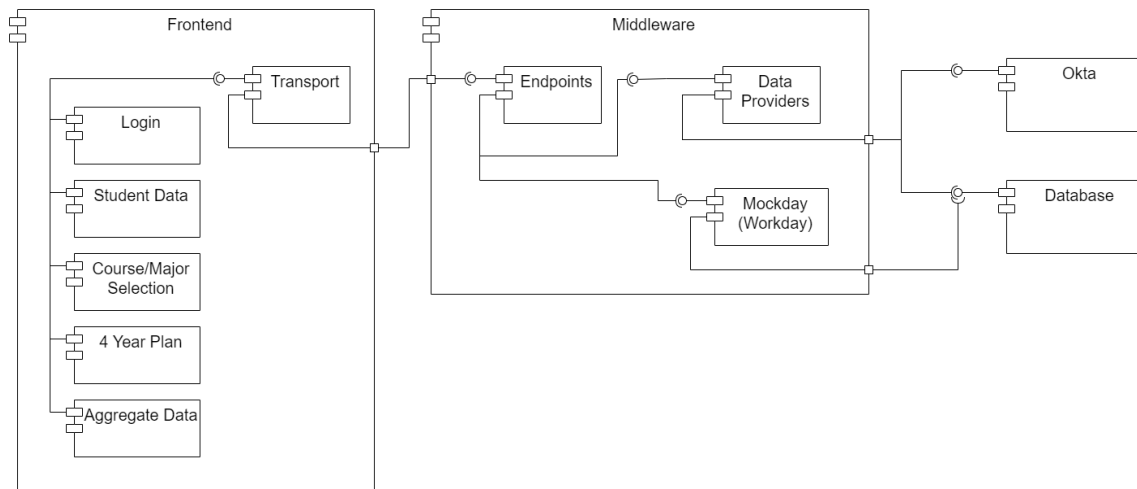 Frontend
Transport
Login
Student Data
Course/Major
Selection
4 Year Plan
Aggregate Data
Middleware
Endpoints
Data
Providers
Mockday
(Workday)
Okta
Database